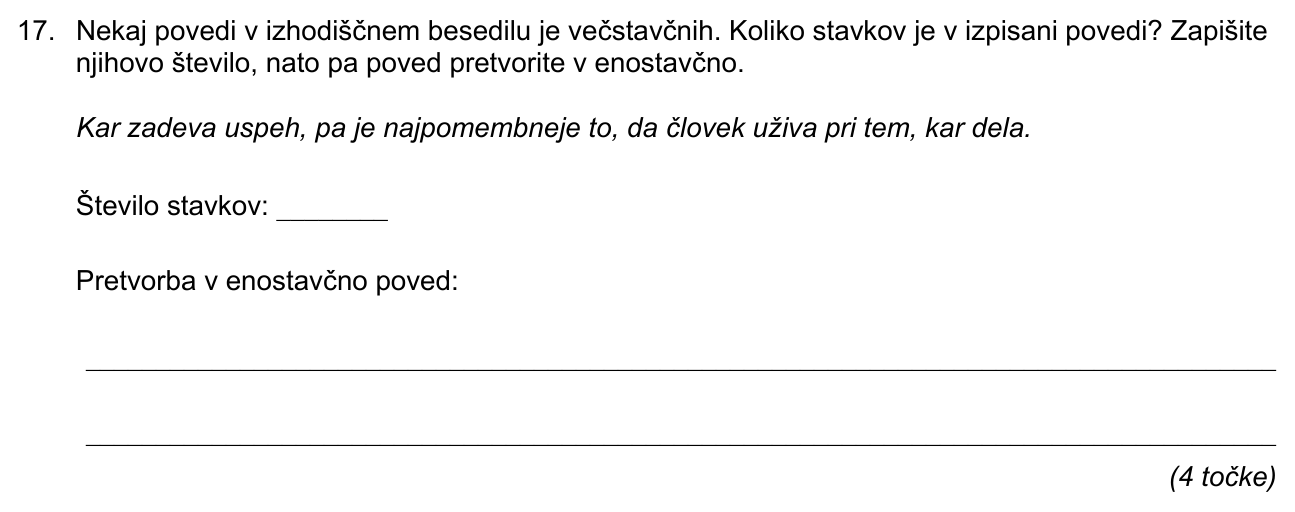 17. Nekaj povedi v izhodiščnem besedilu je večstavčnih. Koliko stavkov je v izpisani povedi? Zapišite
njihovo število, nato pa poved pretvorite v enostavčno.
Kar zadeva uspeh, pa je najpomembneje to, da človek uživa pri tem, kar dela.
Število stavkov: ________
Pretvorba v enostavčno poved:
(4 točke)